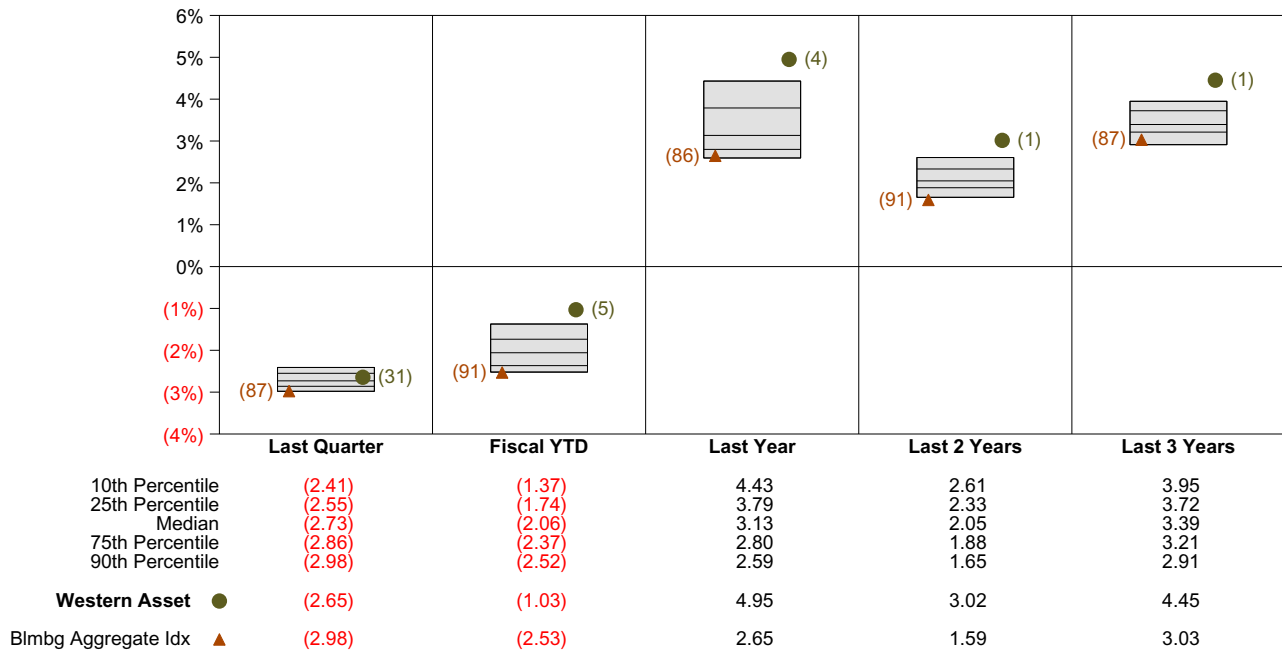 6%
5%
4%
3%
2%
1%
0%
(1%)
(2%)
(3%)
(4%)
(87)
(31)
(91)
(5)
(86)
(4)
(91)
(1)
(87)
(1)
Last Quarter Fiscal YTD Last Year Last 2 Years Last 3 Years
10th Percentile (2.41) (1.37) 4.43 2.61 3.95
25th Percentile (2.55) (1.74) 3.79 2.33 3.72
Median (2.73) (2.06) 3.13 2.05 3.39
75th Percentile (2.86) (2.37) 2.80 1.88 3.21
90th Percentile (2.98) (2.52) 2.59 1.65 2.91
Western Asset (2.65) (1.03) 4.95 3.02 4.45
Blmbg Aggregate Idx (2.98) (2.53) 2.65 1.59 3.03